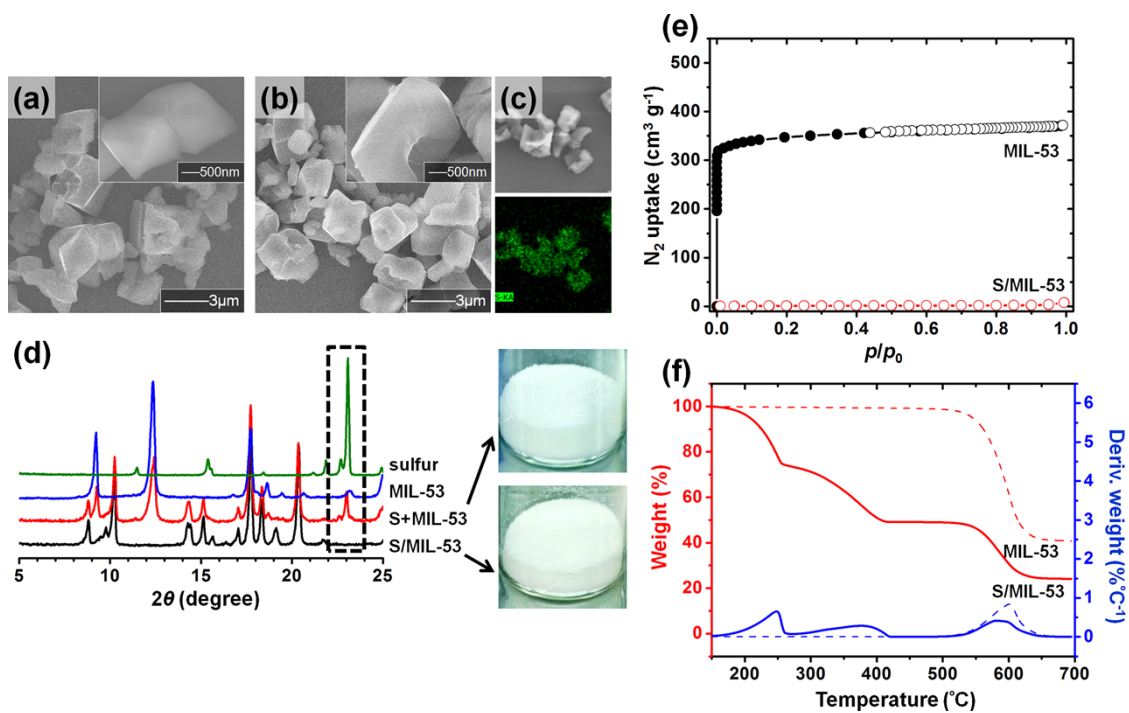 (a)
500nm
3μm
(b)
500nm
3μm
(c)
(d)
sulfur
MIL-53
S+MIL-53
S/MIL-53
5 10 15 20 25
2θ (degree)
(e)
N2 uptake (cm3 g-1)
500
400
300
200
100
0
MIL-53
S/MIL-53
0.0 0.2 0.4 0.6 0.8 1.0
p/p0
(f)
Weight (%)
100
80
60
40
20
0
MIL-53
S/MIL-53
6
5
4
3
2
1
0
Deriv. weight (%°C-1)
200 300 400 500 600 700
Temperature (°C)